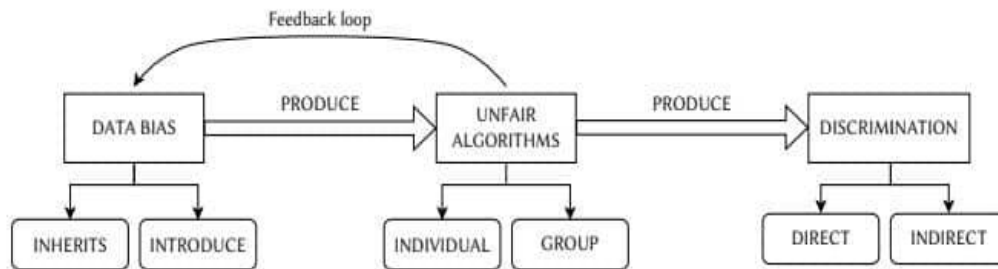 Feedback loop
PRODUCE
PRODUCE
DATA BIAS
UNFAIR
ALGORITHMS
DISCRIMINATION
INHERITS
INTRODUCE
INDIVIDUAL
GROUP
DIRECT
INDIRECT